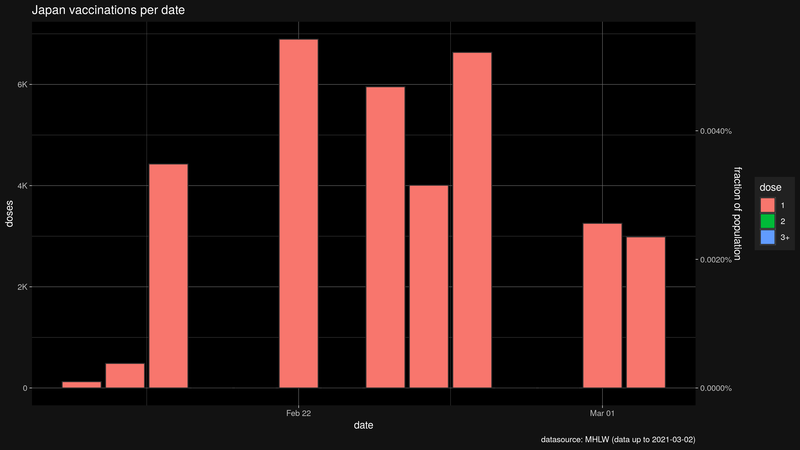 Japan vaccinations per date
doses
6K
4K
2K
0
0.0040%
0.0020%
0.0000%
fraction of population
Feb 22
Mar 01
date
dose
1
2
3+
datasource: MHLW (data up to 2021-03-02)